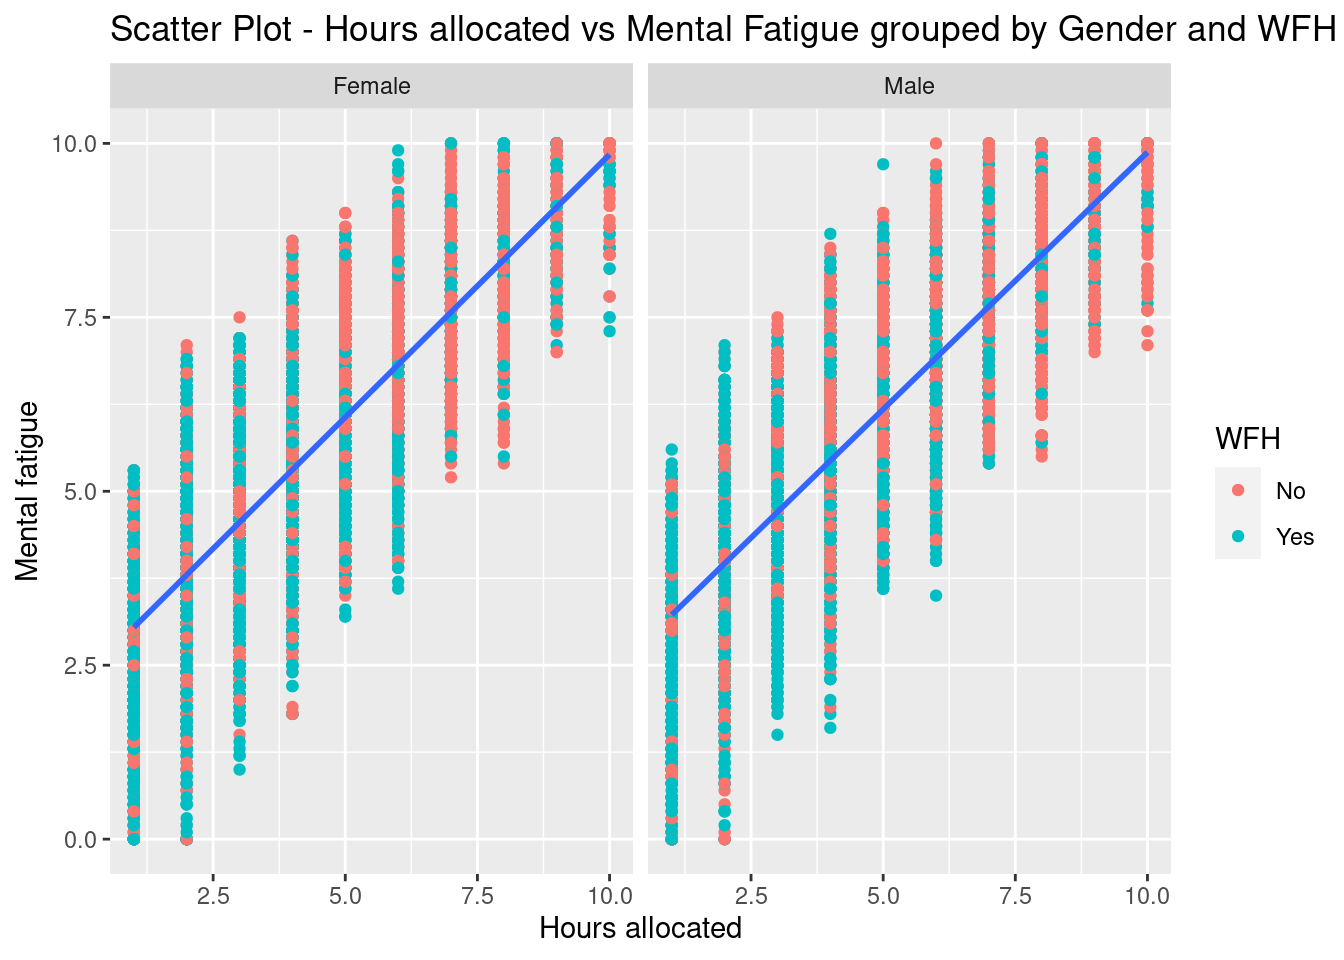 Scatter Plot - Hours allocated vs Mental Fatigue grouped by Gender and WFH
Female
Male
10.0
7.5
5.0
2.5
0.0
Mental fatigue
2.5
5.0
7.5
10.0
2.5
5.0
7.5
10.0
Hours allocated
WFH
No
Yes